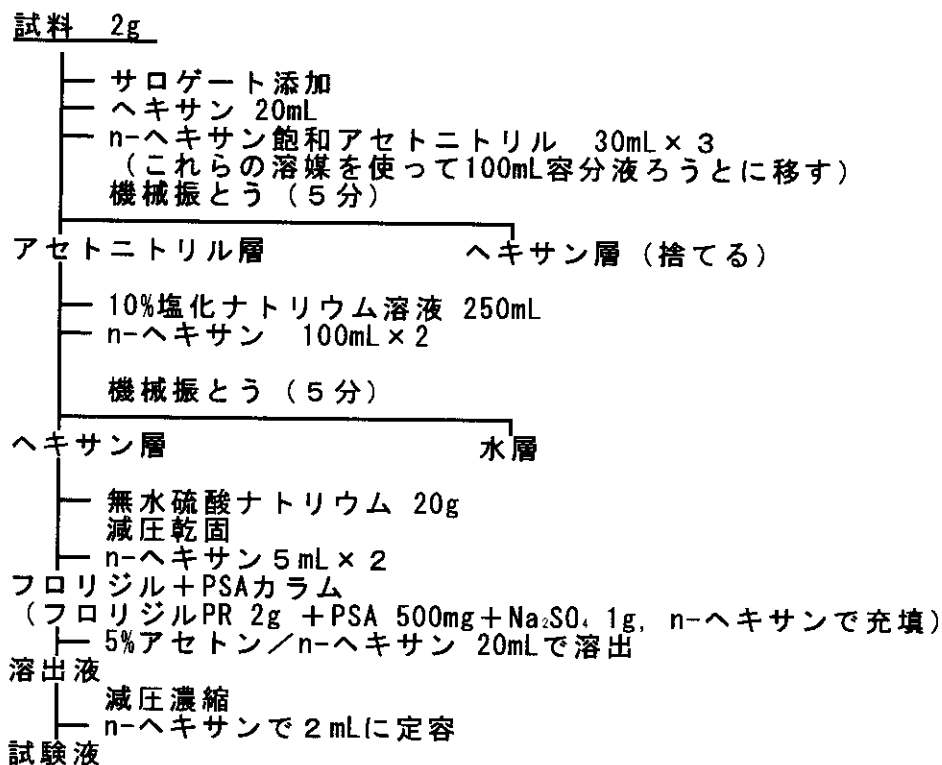 試料 2g
サロゲート添加
ヘキサン 20mL
n-ヘキサン飽和アセトニトリル 30mL×3
(これらの溶媒を使って100mL容分液ろうとに移す)
機械振とう(5分)
アセトニトリル層 ヘキサン層(捨てる)
10%塩化ナトリウム溶液 250mL
n-ヘキサン 100mL×2
機械振とう(5分)
ヘキサン層 水層
無水硫酸ナトリウム 20g
減圧乾固
n-ヘキサン5mL×2
フロリジル+PSAカラム
(フロリジルPR 2g +PSA 500mg+Na₂SO₄ 1g, n-ヘキサンで充填)
5%アセトン/n-ヘキサン 20mLで溶出
溶出液
減圧濃縮
n-ヘキサンで2mLに定容
試験液